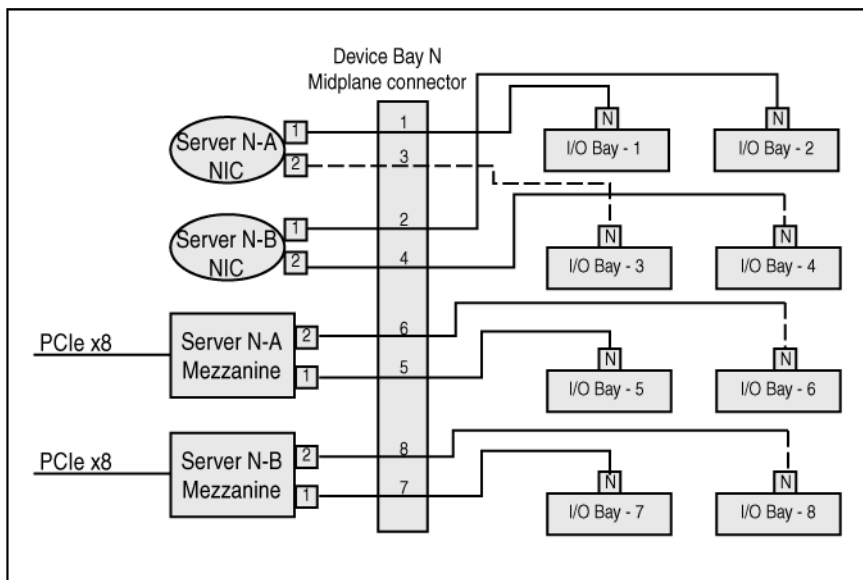 Device Bay N
Midplane connector
Server N-A
NIC
1
2
1
3
N
I/O Bay - 1
N
I/O Bay - 2
Server N-B
NIC
1
2
2
4
N
I/O Bay - 3
N
I/O Bay - 4
PCIe x8
Server N-A
Mezzanine
2
1
6
5
N
I/O Bay - 5
N
I/O Bay - 6
PCIe x8
Server N-B
Mezzanine
2
1
8
7
N
I/O Bay - 7
N
I/O Bay - 8